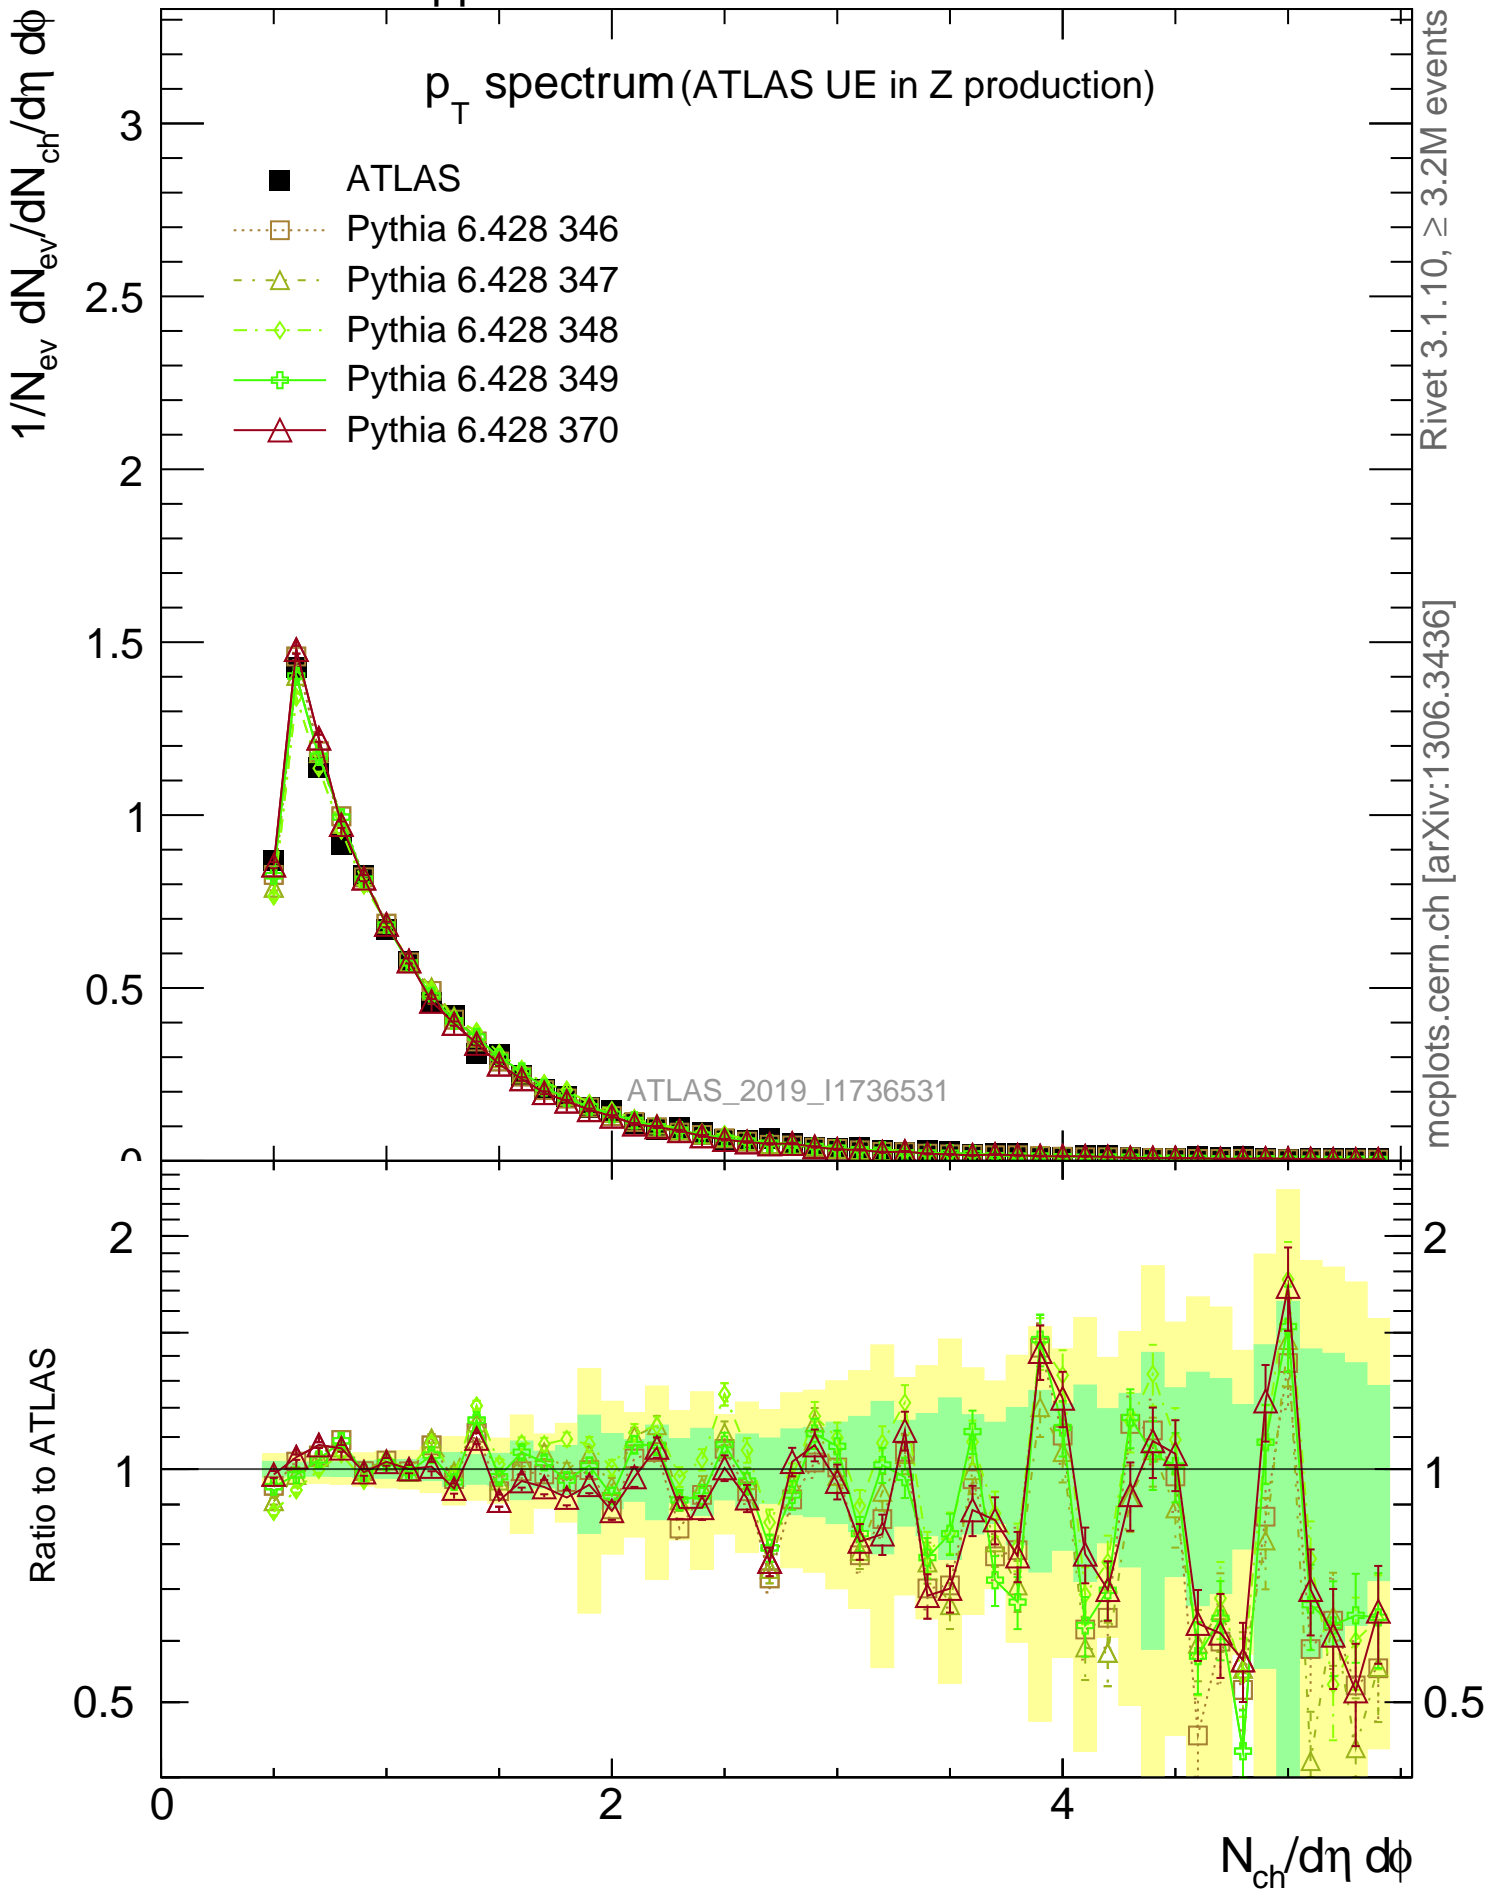 pp
p_T spectrum (ATLAS UE in Z production)
1/N_ev dN_ev/dN_ch/dη dϕ
3
2.5
2
1.5
1
0.5
0
ATLAS
Pythia 6.428 346
Pythia 6.428 347
Pythia 6.428 348
Pythia 6.428 349
Pythia 6.428 370
ATLAS_2019_I1736531
Rivet 3.1.10, ≥ 3.2M events
mcplots.cern.ch [arXiv:1306.3436]
Ratio to ATLAS
2
1
0.5
2
1
0.5
0
2
4
N_ch/dη dϕ